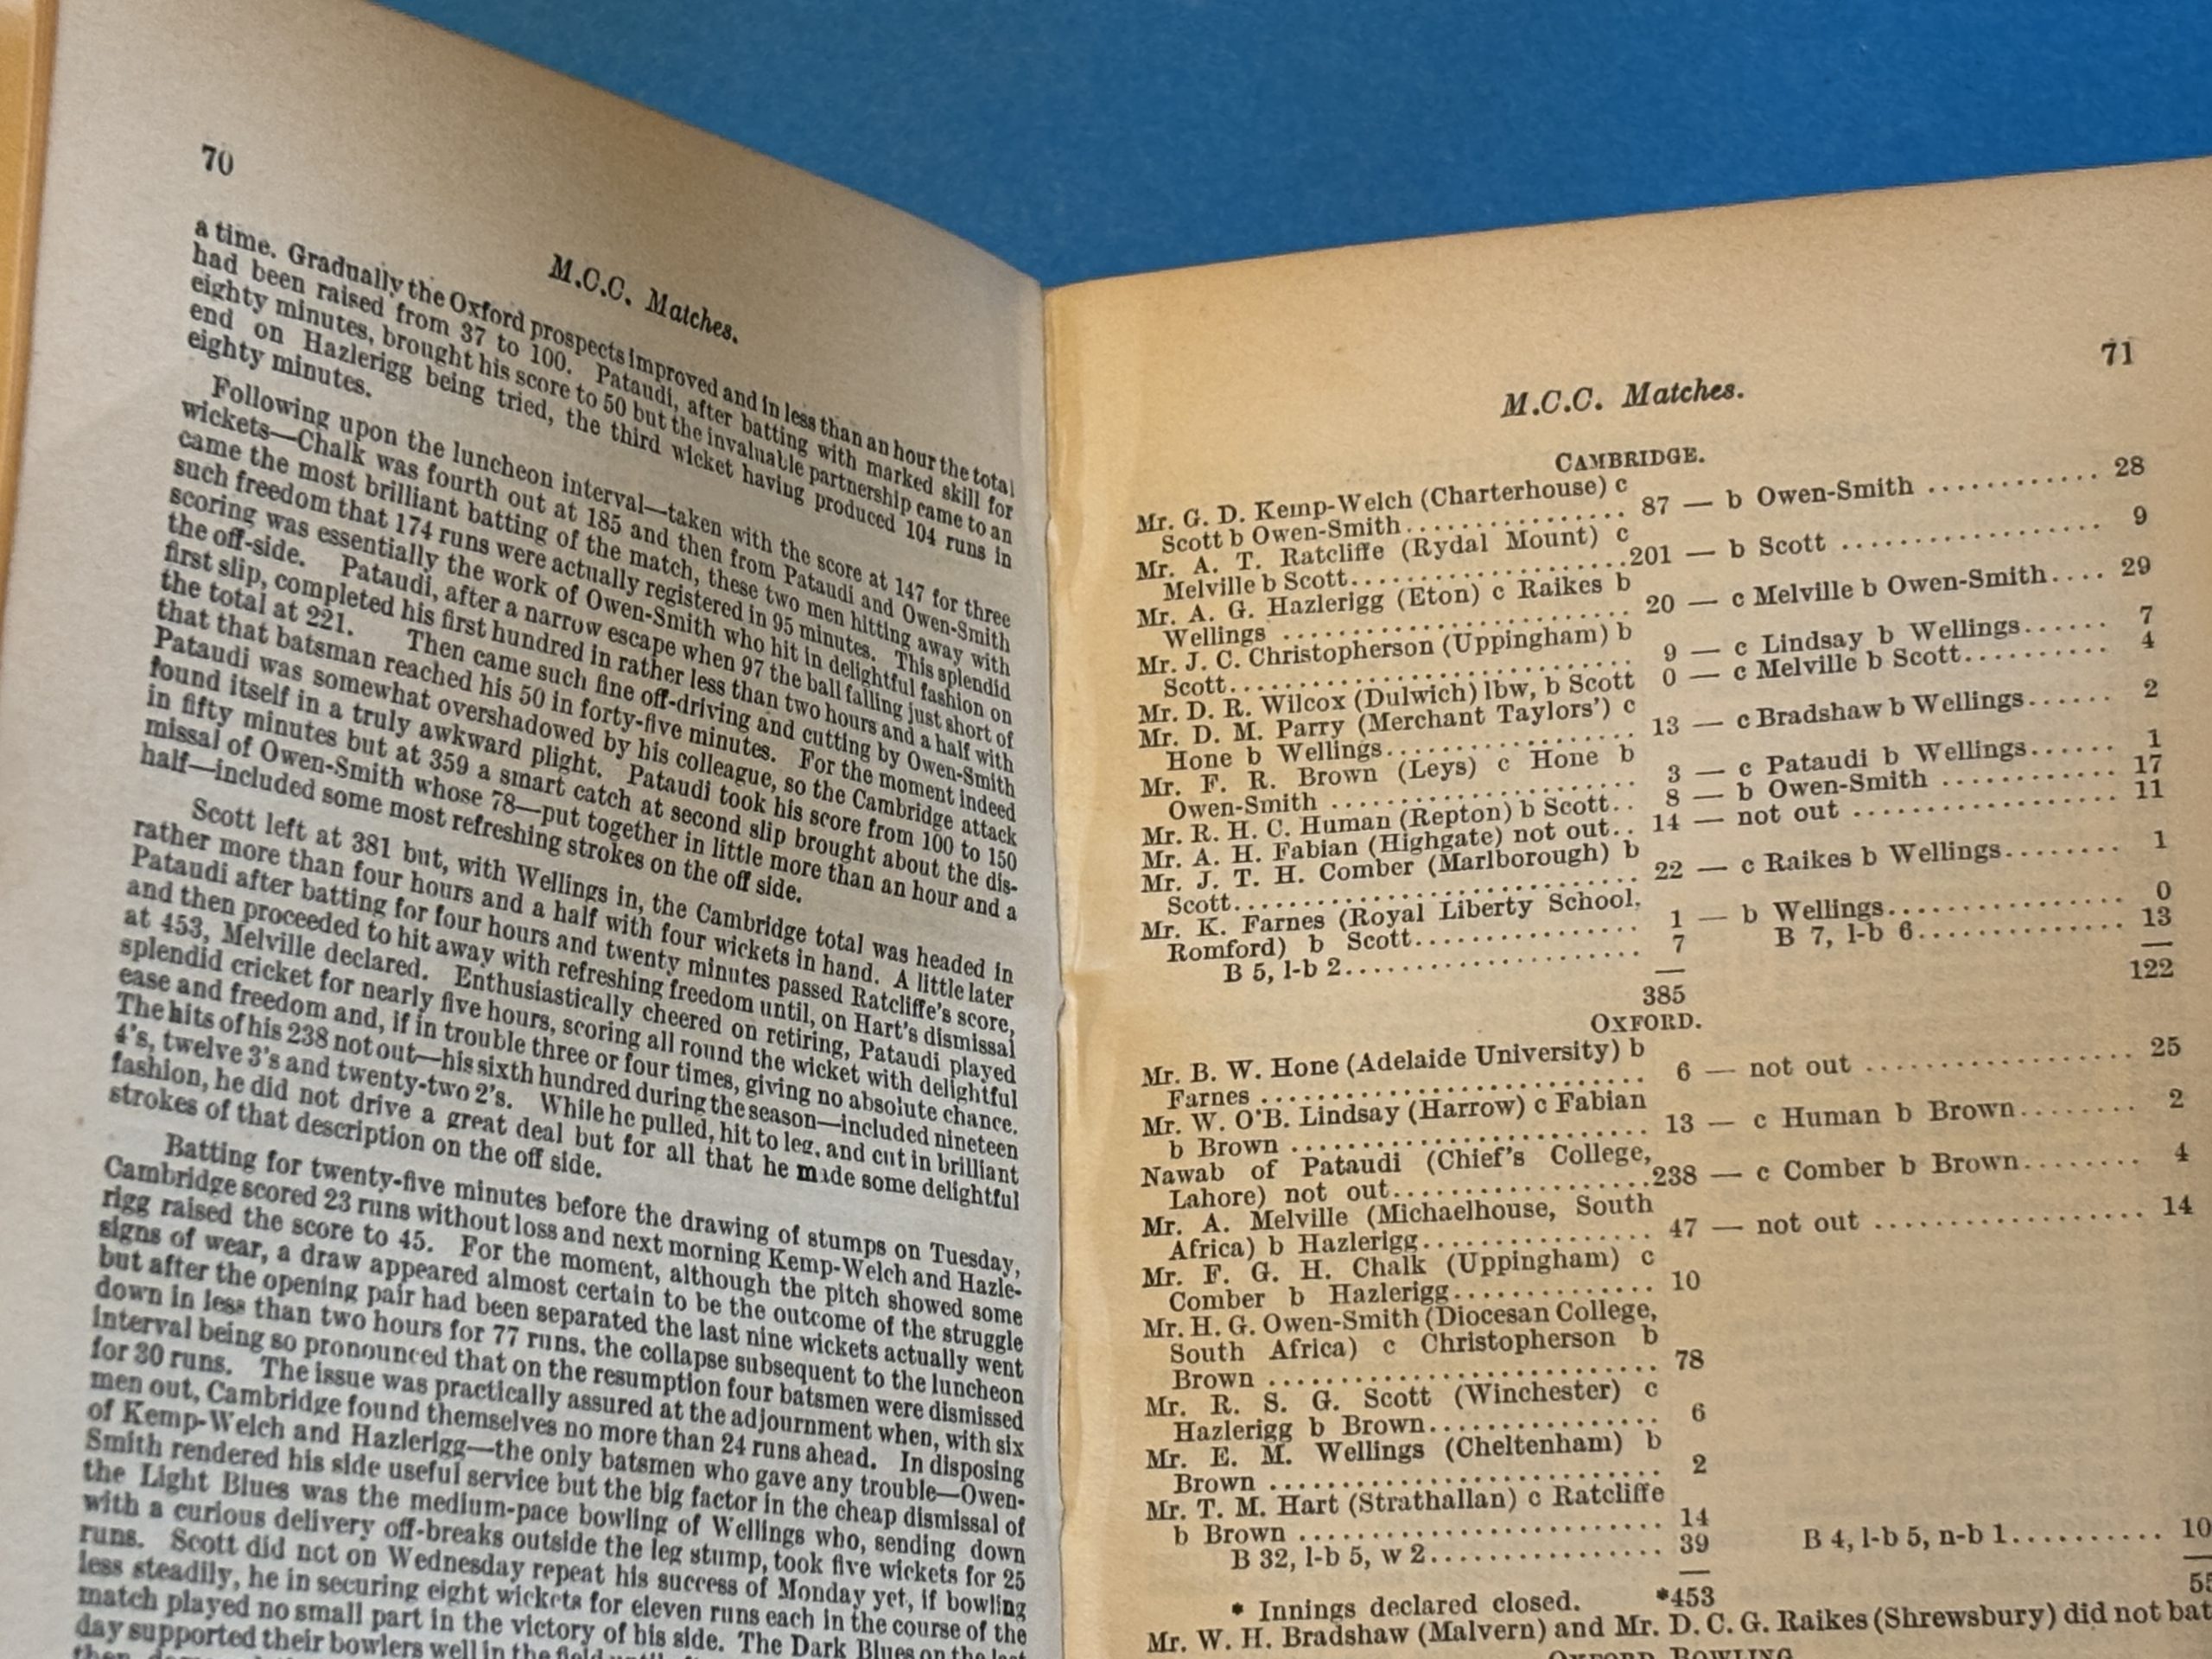 70
M.C.C. Matches.
a time. Gradually the Oxford prospects improved and in less than an hour the total
had been raised from 37 to 100. Pataudi, after batting with marked skill for
eighty minutes, brought his score to 50 but the invaluable partnership came to an
end on Hazlerigg being tried, the third wicket having produced 104 runs in
eighty minutes.
Following upon the luncheon interval—taken with the score at 147 for three
wickets—Chalk was fourth out at 185 and then from Pataudi and Owen-Smith
came the most brilliant batting of the match, these two men hitting away with
such freedom that 174 runs were actually registered in 95 minutes. This splendid
scoring was essentially the work of Owen-Smith who hit in delightful fashion on
the off-side. Pataudi, after a narrow escape when 97 the ball falling just short of
first slip, completed his first hundred in rather less than two hours and a half with
the total at 221. Then came such fine off-driving and cutting by Owen-Smith
that that batsman reached his 50 in forty-five minutes. For the moment indeed
Pataudi was somewhat overshadowed by his colleague, so the Cambridge attack
found itself in a truly awkward plight. Pataudi took his score from 100 to 150
in fifty minutes but at 359 a smart catch at second slip brought about the dis-
missal of Owen-Smith whose 78—put together in little more than an hour and a
half—included some most refreshing strokes on the off side.
Scott left at 381 but, with Wellings in, the Cambridge total was headed in
rather more than four hours and a half with four wickets in hand. A little later
Pataudi after batting for four hours and twenty minutes passed Ratcliffe's score,
and then proceeded to hit away with refreshing freedom until, on Hart's dismissal
at 453, Melville declared. Enthusiastically cheered on retiring, Pataudi played
splendid cricket for nearly five hours, scoring all round the wicket with delightful
ease and freedom and, if in trouble three or four times, giving no absolute chance.
The hits of his 238 not out—his sixth hundred during the season—included nineteen
4's, twelve 3's and twenty-two 2's. While he pulled, hit to leg, and cut in brilliant
fashion, he did not drive a great deal but for all that he made some delightful
strokes of that description on the off side.
Batting for twenty-five minutes before the drawing of stumps on Tuesday,
Cambridge scored 23 runs without loss and next morning Kemp-Welch and Hazle-
rigg raised the score to 45. For the moment, although the pitch showed some
signs of wear, a draw appeared almost certain to be the outcome of the struggle
but after the opening pair had been separated the last nine wickets actually went
down in less than two hours for 77 runs, the collapse subsequent to the luncheon
interval being so pronounced that on the resumption four batsmen were dismissed
for 30 runs. The issue was practically assured at the adjournment when, with six
men out, Cambridge found themselves no more than 24 runs ahead. In disposing
of Kemp-Welch and Hazlerigg—the only batsmen who gave any trouble—Owen-
Smith rendered his side useful service but the big factor in the cheap dismissal of
the Light Blues was the medium-pace bowling of Wellings who, sending down
with a curious delivery off-breaks outside the leg stump, took five wickets for 25
runs. Scott did not on Wednesday repeat his success of Monday yet, if bowling
less steadily, he in securing eight wickets for eleven runs each in the course of the
match played no small part in the victory of his side. The Dark Blues on the last
day supported their bowlers well in the field
71
M.C.C. Matches.
CAMBRIDGE.
Mr. G. D. Kemp-Welch (Charterhouse) c
Scott b Owen-Smith................ 87 — b Owen-Smith ............ 28
Mr. A. T. Ratcliffe (Rydal Mount) c
Melville b Scott....................201 — b Scott .................. 9
Mr. A. G. Hazlerigg (Eton) c Raikes b
Wellings ......................... 20 — c Melville b Owen-Smith.... 29
Mr. J. C. Christopherson (Uppingham) b
Scott............................. 9 — c Lindsay b Wellings...... 7
Mr. D. R. Wilcox (Dulwich) lbw, b Scott 0 — c Melville b Scott.......... 4
Mr. D. M. Parry (Merchant Taylors') c
Hone b Wellings.................. 13 — c Bradshaw b Wellings...... 2
Mr. F. R. Brown (Leys) c Hone b
Owen-Smith ...................... 3 — c Pataudi b Wellings...... 1
Mr. R. H. C. Human (Repton) b Scott.. 8 — b Owen-Smith ............ 17
Mr. A. H. Fabian (Highgate) not out.. 14 — not out .................. 11
Mr. J. T. H. Comber (Marlborough) b
Scott............................. 22 — c Raikes b Wellings........ 1
Mr. K. Farnes (Royal Liberty School,
Romford) b Scott................ 1 — b Wellings................ 0
B 5, l-b 2..................... 7 B 7, l-b 6.............. 13
385 122
OXFORD.
Mr. B. W. Hone (Adelaide University) b
Farnes ........................... 6 — not out .................. 25
Mr. W. O'B. Lindsay (Harrow) c Fabian
b Brown ......................... 13 — c Human b Brown........ 2
Nawab of Pataudi (Chief's College,
Lahore) not out..................238 — c Comber b Brown........ 4
Mr. A. Melville (Michaelhouse, South
Africa) b Hazlerigg................ 47 — not out .................. 14
Mr. F. G. H. Chalk (Uppingham) c
Comber b Hazlerigg.............. 10
Mr. H. G. Owen-Smith (Diocesan College,
South Africa) c Christopherson b
Brown ........................... 78
Mr. R. S. G. Scott (Winchester) c
Hazlerigg b Brown................ 6
Mr. E. M. Wellings (Cheltenham) b
Brown ........................... 2
Mr. T. M. Hart (Strathallan) c Ratcliffe
b Brown ......................... 14
B 32, l-b 5, w 2................ 39 B 4, l-b 5, n-b 1.......... 10
* Innings declared closed. *453 55
Mr. W. H. Bradshaw (Malvern) and Mr. D. C. G. Raikes (Shrewsbury) did not bat
OXFORD BOWLING